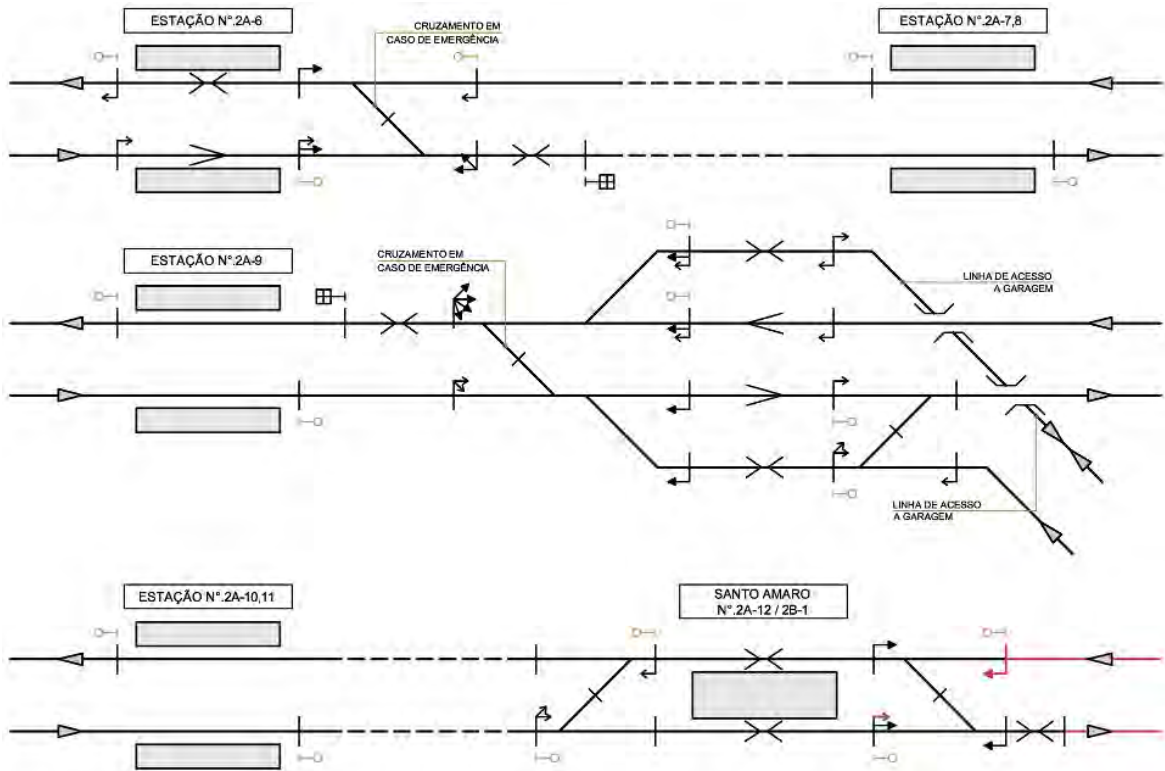 ESTAÇÃO N°.2A-6
CRUZAMENTO EM
CASO DE EMERGÊNCIA
ESTAÇÃO N°.2A-7,8
ESTAÇÃO N°.2A-9
CRUZAMENTO EM
CASO DE EMERGÊNCIA
LINHA DE ACESSO
A GARAGEM
LINHA DE ACESSO
A GARAGEM
ESTAÇÃO N°.2A-10,11
SANTO AMARO
N°.2A-12 / 2B-1